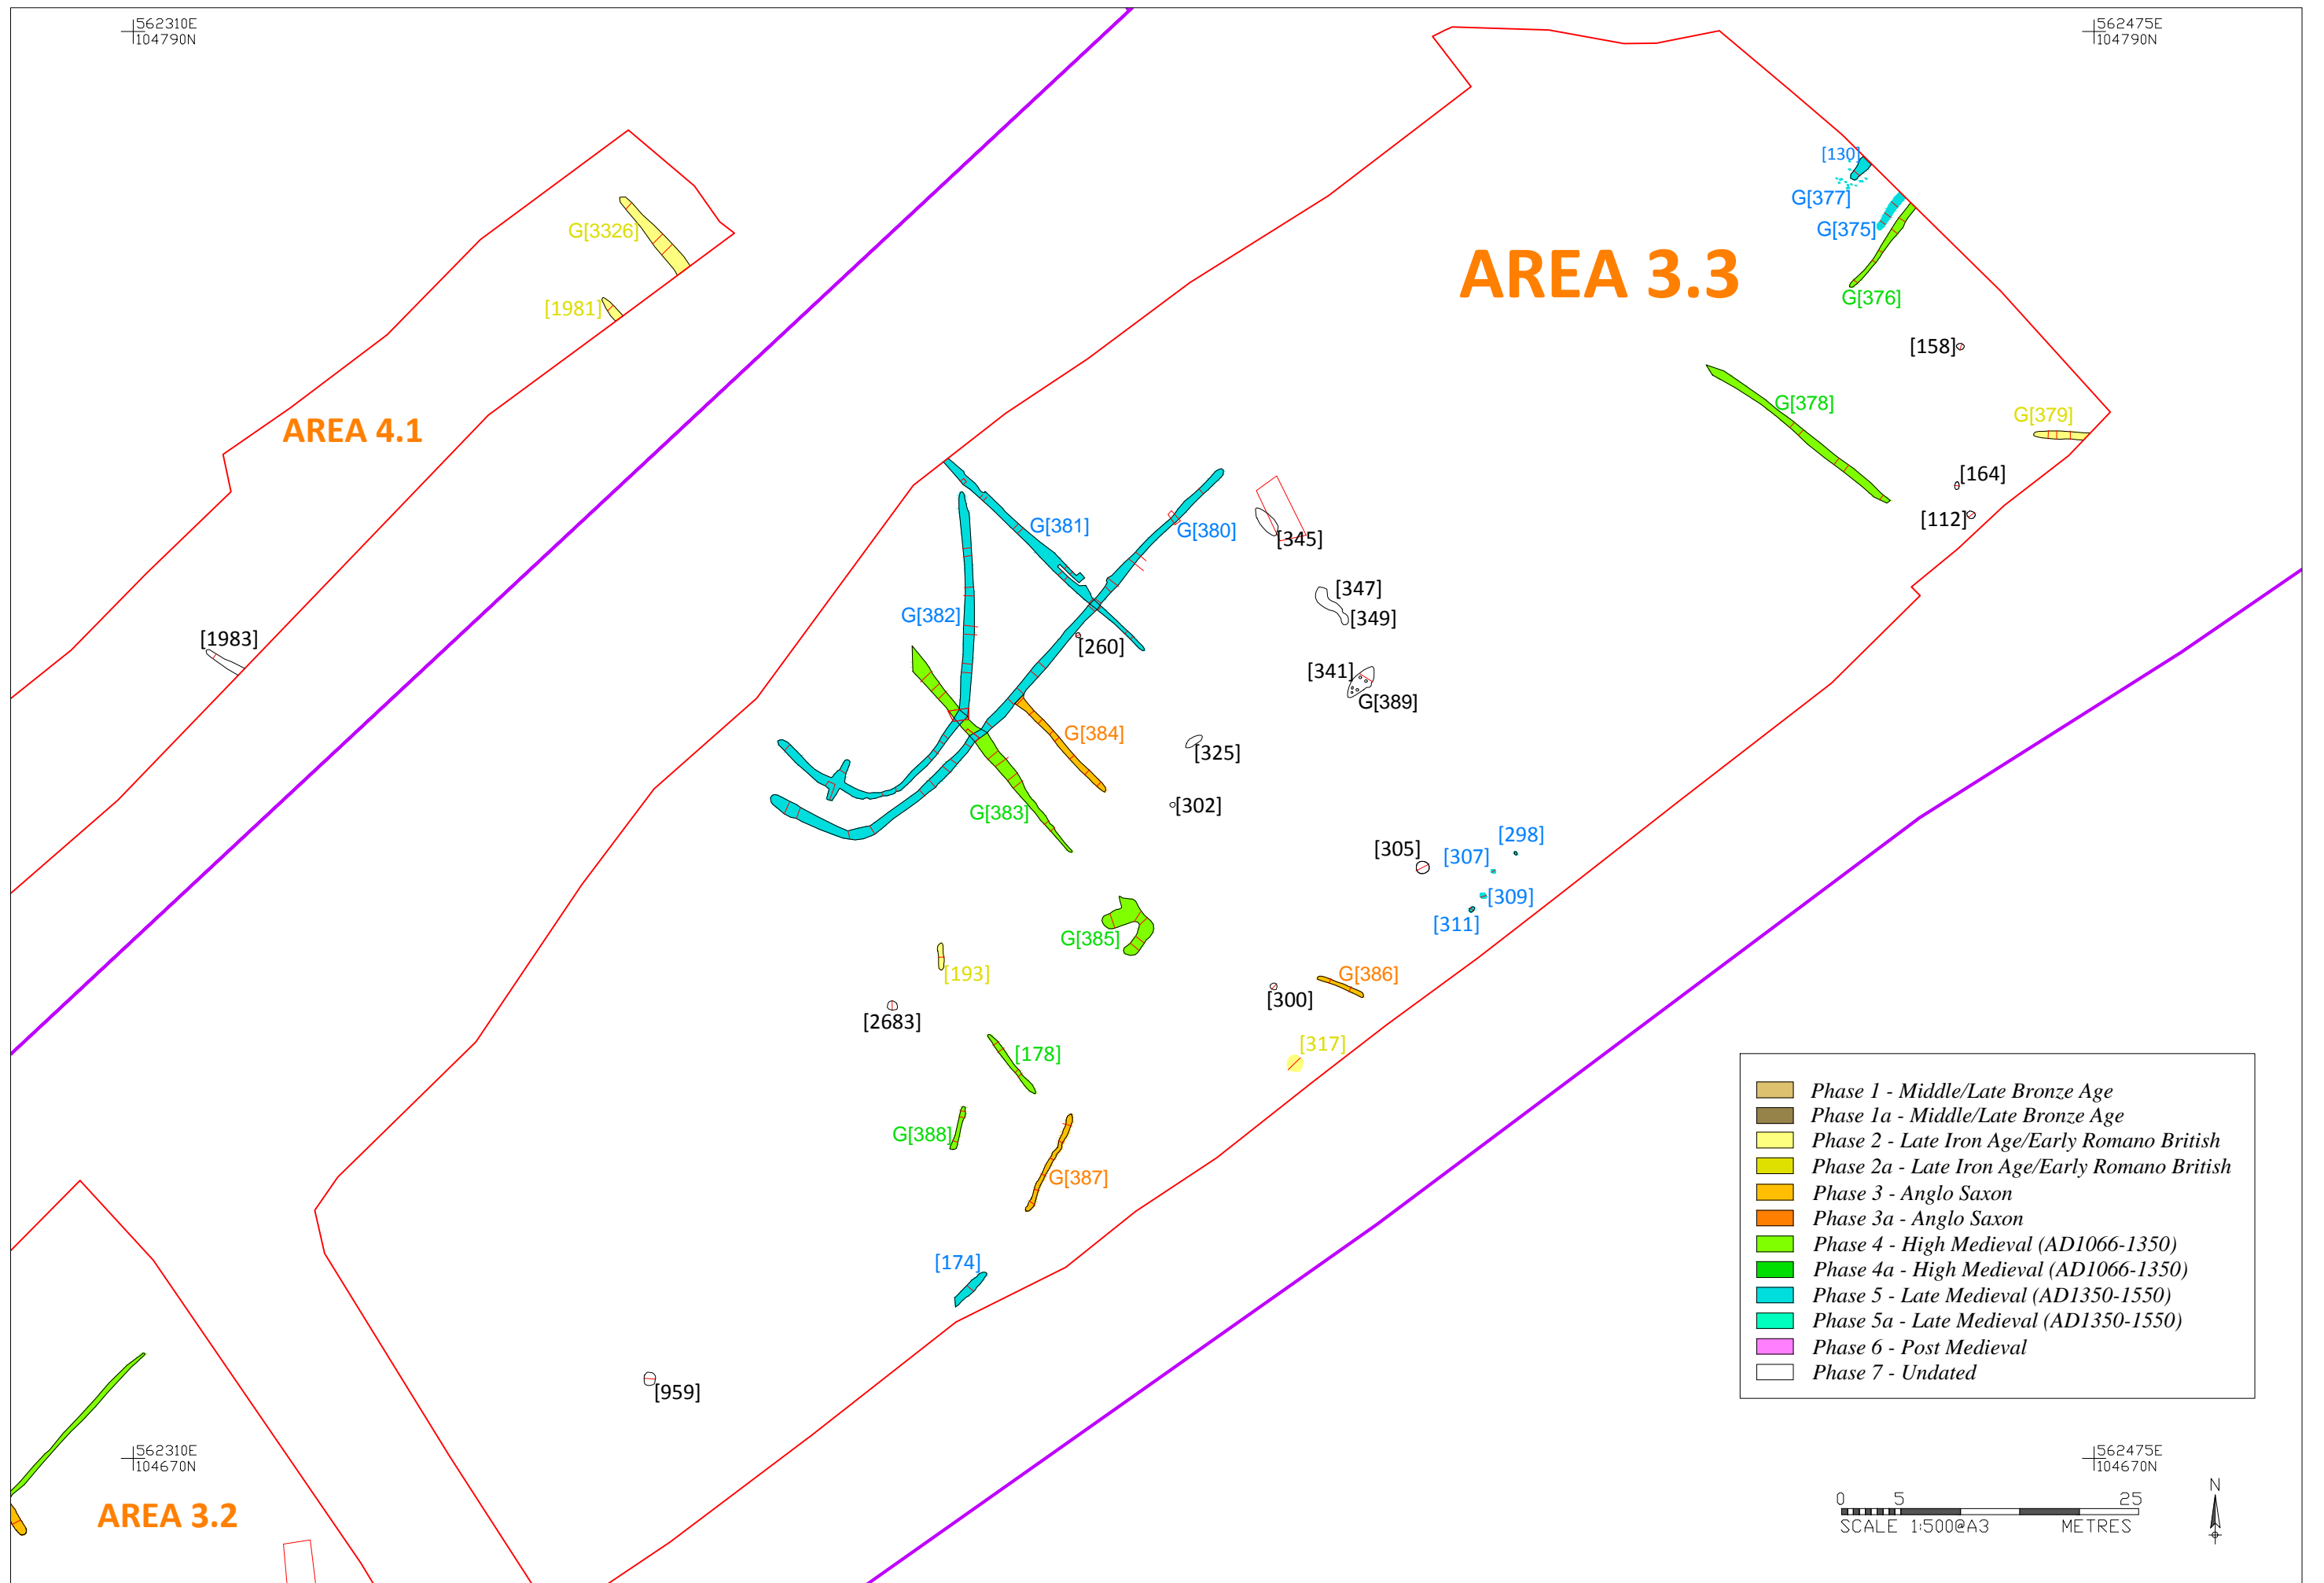 562310E
104790N
562475E
104790N
[130]
G[377]
G[375]
G[3326]
AREA 3.3
G[376]
[1981]
[158]
G[378]
G[379]
AREA 4.1
[164]
[112]
G[381]
G[380]
[345]
[347]
G[382]
[349]
[1983]
[260]
[341]
G[389]
G[384]
[325]
[302]
G[383]
[298]
[305]
[307]
[309]
[311]
G[385]
[193]
G[386]
[300]
[2683]
[317]
[178]
G[388]
G[387]
[174]
[959]
Phase 1 - Middle/Late Bronze Age
Phase 1a - Middle/Late Bronze Age
Phase 2 - Late Iron Age/Early Romano British
Phase 2a - Late Iron Age/Early Romano British
Phase 3 - Anglo Saxon
Phase 3a - Anglo Saxon
Phase 4 - High Medieval (AD1066-1350)
Phase 4a - High Medieval (AD1066-1350)
Phase 5 - Late Medieval (AD1350-1550)
Phase 5a - Late Medieval (AD1350-1550)
Phase 6 - Post Medieval
Phase 7 - Undated
562310E
104670N
562475E
104670N
AREA 3.2
0 5 25
SCALE 1:500@A3 METRES
N